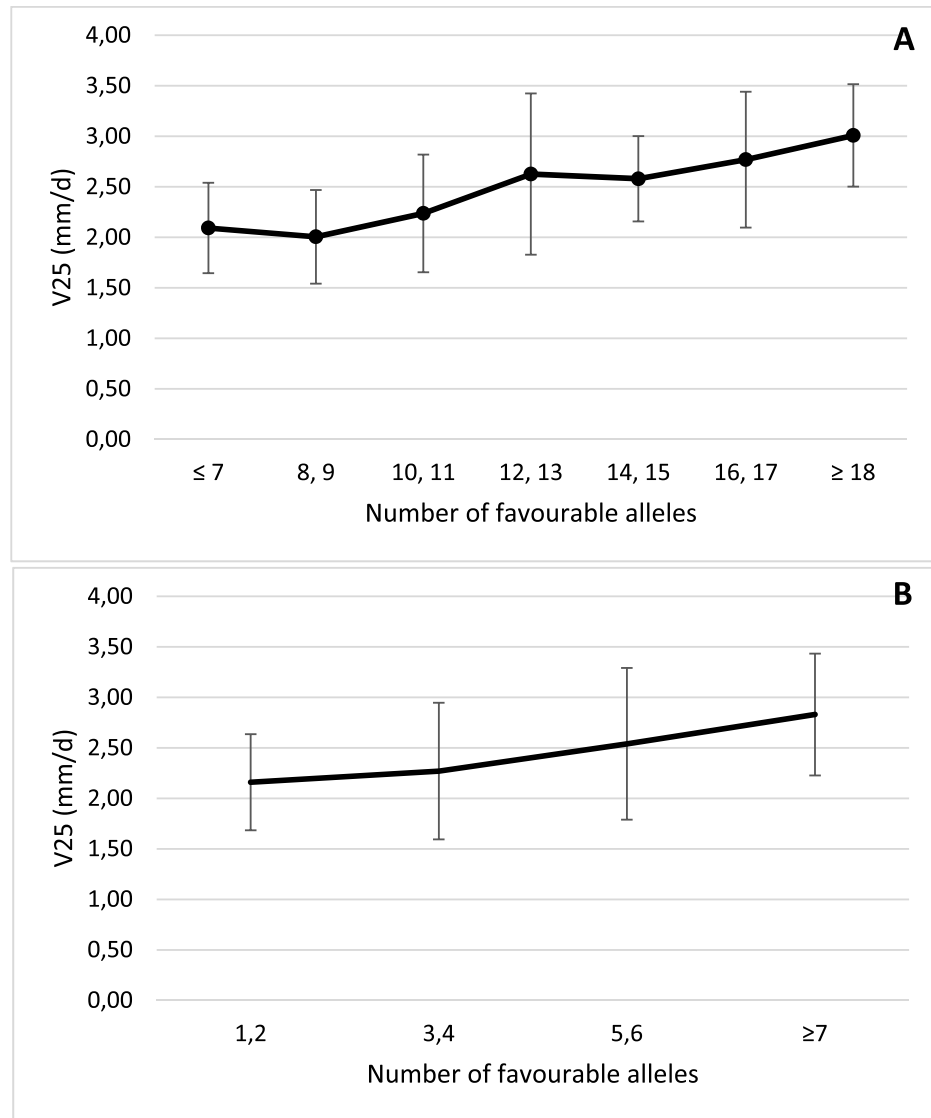 A
4,00
3,50
3,00
2,50
2,00
1,50
1,00
0,50
0,00
V25 (mm/d)
≤ 7 8, 9 10, 11 12, 13 14, 15 16, 17 ≥ 18
Number of favourable alleles
B
4,00
3,50
3,00
2,50
2,00
1,50
1,00
0,50
0,00
V25 (mm/d)
1,2 3,4 5,6 ≥7
Number of favourable alleles